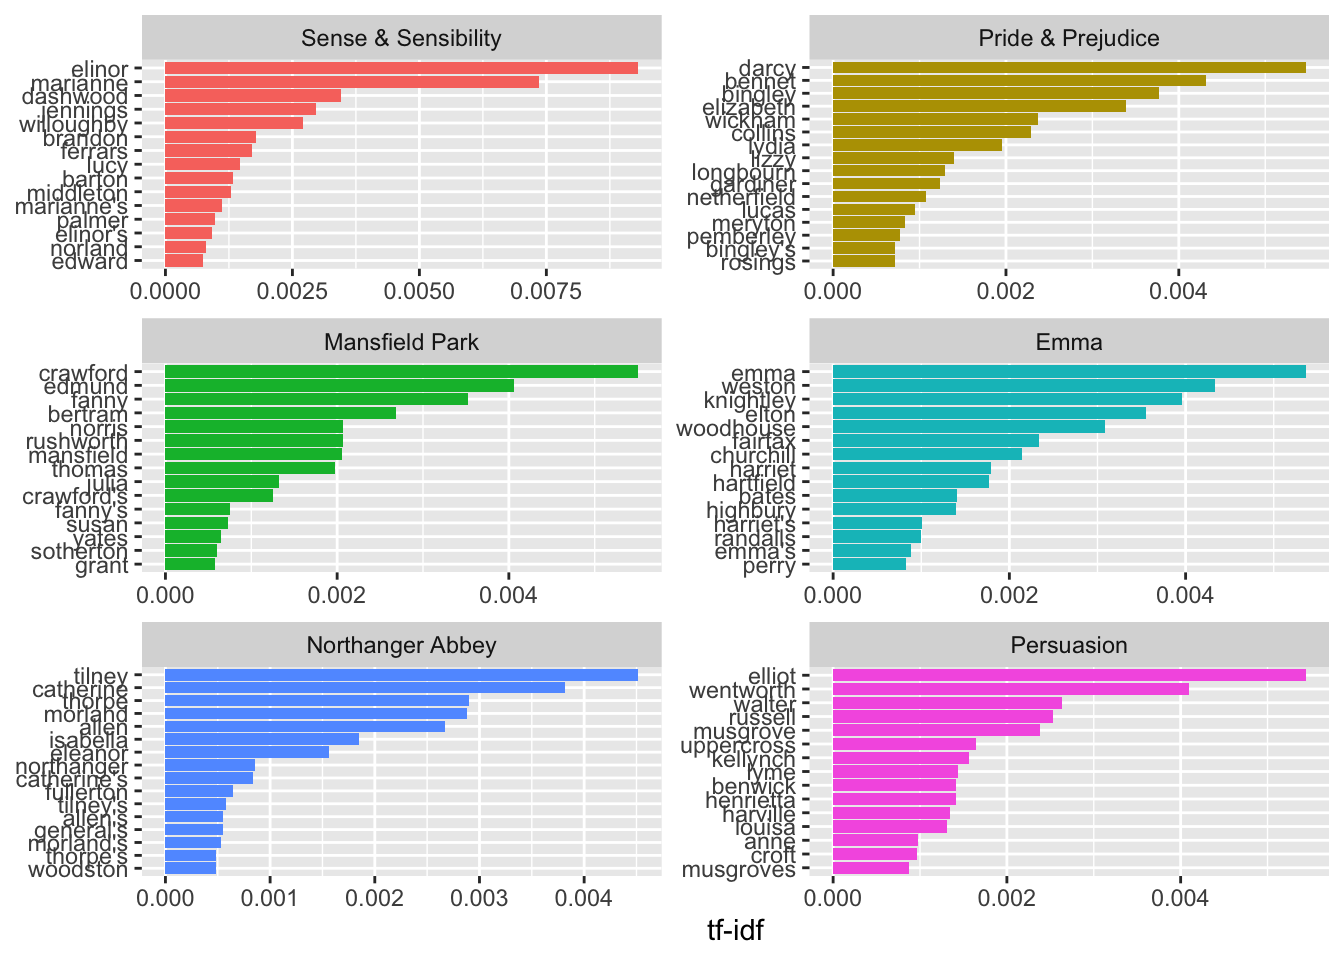 Sense & Sensibility
elinor
marianne
dashwood
jennings
willoughby
brandon
ferrars
lucy
barton
middleton
marianne's
palmer
elinor's
norland
edward
0.0000 0.0025 0.0050 0.0075
Pride & Prejudice
darcy
bennet
bingley
elizabeth
wickham
collins
lydia
lizzy
longbourn
gardiner
netherfield
lucas
meryton
pemberley
bingley's
rosings
0.000 0.002 0.004
Mansfield Park
crawford
edmund
fanny
bertram
norris
rushworth
mansfield
thomas
julia
crawford's
fanny's
susan
yates
sotherton
grant
0.000 0.002 0.004
Emma
emma
weston
knightley
elton
woodhouse
fairfax
churchill
harriet
hartfield
bates
highbury
harriet's
randalls
emma's
perry
0.000 0.002 0.004
Northanger Abbey
tilney
catherine
thorpe
morland
allen
isabella
eleanor
northanger
catherine's
fullerton
tilney's
allen's
general's
morland's
thorpe's
woodston
0.000 0.001 0.002 0.003 0.004
Persuasion
elliot
wentworth
walter
russell
musgrove
uppercross
kellynch
lyme
benwick
henrietta
harville
louisa
anne
croft
musgroves
0.000 0.002 0.004
tf-idf